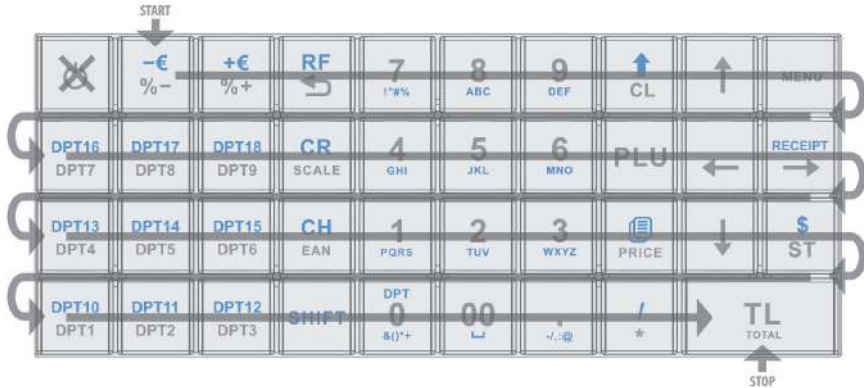 START
−€ +€ RF 7 8 9 CL MENU
%− %+ !"#% ABC DEF
DPT16 DPT17 DPT18 CR 4 5 6 PLU RECEIPT
DPT7 DPT8 DPT9 SCALE GHI JKL MNO
DPT13 DPT14 DPT15 CH 1 2 3 $
DPT4 DPT5 DPT6 EAN PQRS TUV WXYZ PRICE ST
DPT10 DPT11 DPT12 SHIFT DPT 0 00 . / TL
DPT1 DPT2 DPT3 &()"+ -/,:@ * TOTAL
STOP